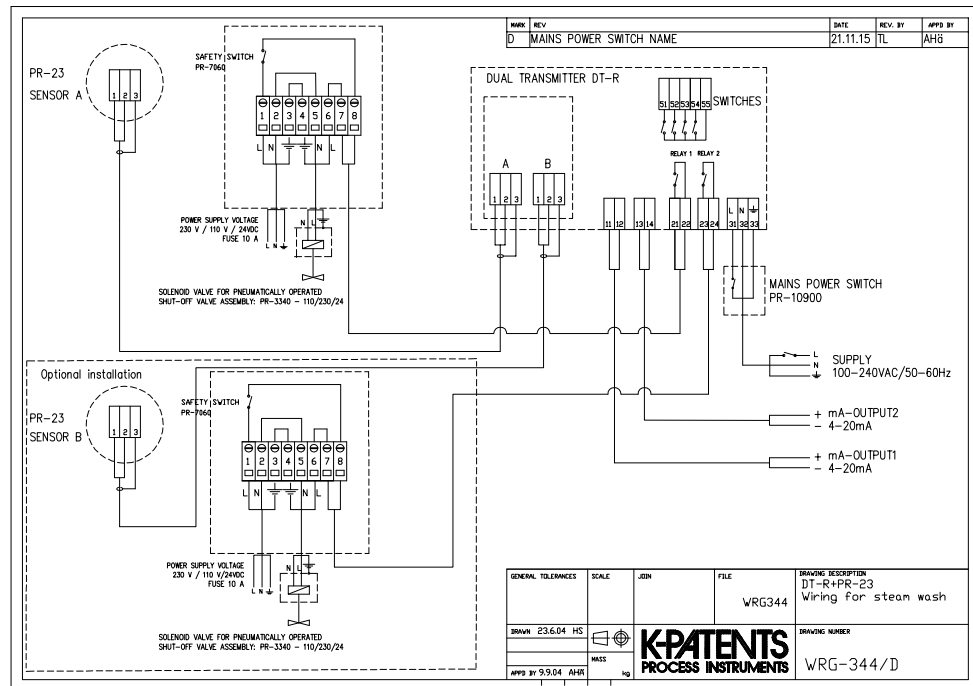 MARK REV DATE REV. BY APPD BY
D MAINS POWER SWITCH NAME 21.11.15 TL AHä
PR-23
SENSOR A
1 2 3
SAFETY SWITCH
PR-7060
1 2 3 4 5 6 7 8
L N N L
POWER SUPPLY VOLTAGE
230 V / 110 V / 24VDC
FUSE 10 A
L N
N L
SOLENOID VALVE FOR PNEUMATICALLY OPERATED
SHUT-OFF VALVE ASSEMBLY: PR-3340 - 110/230/24
DUAL TRANSMITTER DT-R
51 52 53 54 55
SWITCHES
RELAY 1 RELAY 2
A B
1 2 3 1 2 3
11 12 13 14 21 22 23 24 31 32 33
L N
MAINS POWER SWITCH
PR-10900
L
N
SUPPLY
100-240VAC/50-60Hz
+ mA-OUTPUT2
- 4-20mA
+ mA-OUTPUT1
- 4-20mA
Optional installation
PR-23
SENSOR B
1 2 3
SAFETY SWITCH
PR-7060
1 2 3 4 5 6 7 8
L N N L
POWER SUPPLY VOLTAGE
230 V / 110 V/24VDC
FUSE 10 A
L N
N L
SOLENOID VALVE FOR PNEUMATICALLY OPERATED
SHUT-OFF VALVE ASSEMBLY: PR-3340 - 110/230/24
GENERAL TOLERANCES SCALE JOIN FILE
WRG344
DRAWING DESCRIPTION
DT-R+PR-23
Wiring for steam wash
DRAWN 23.6.04 HS
MASS
kg
APPD BY 9.9.04 AHÄ
K-PATENTS
PROCESS INSTRUMENTS
DRAWING NUMBER
WRG-344/D